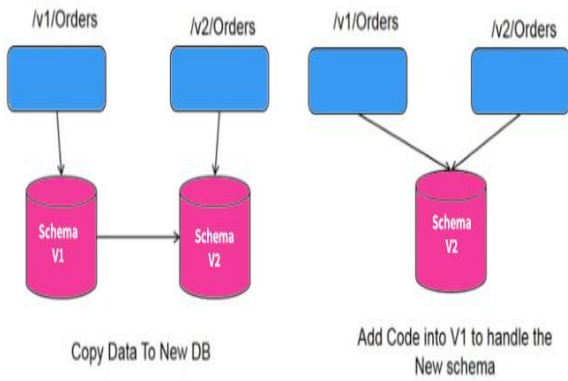 /v1/Orders
/v2/Orders
/v1/Orders
/v2/Orders
Schema
V1
Schema
V2
Schema
V2
Copy Data To New DB
Add Code into V1 to handle the
New schema